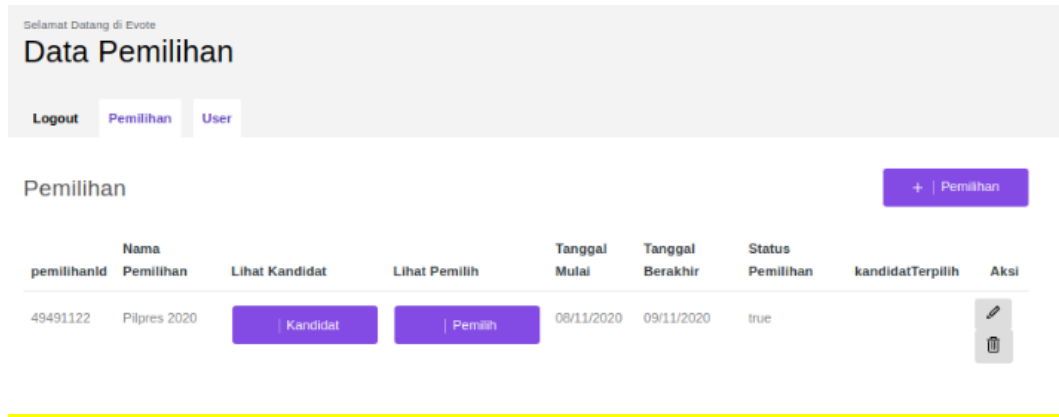 Selamat Datang di Evote
Data Pemilihan
Logout Pemilihan User
Pemilihan
+ | Pemilihan
pemilihanId Nama Pemilihan Lihat Kandidat Lihat Pemilih Tanggal Mulai Tanggal Berakhir Status Pemilihan kandidatTerpilih Aksi
49491122 Pilpres 2020 | Kandidat | Pemilih 08/11/2020 09/11/2020 true